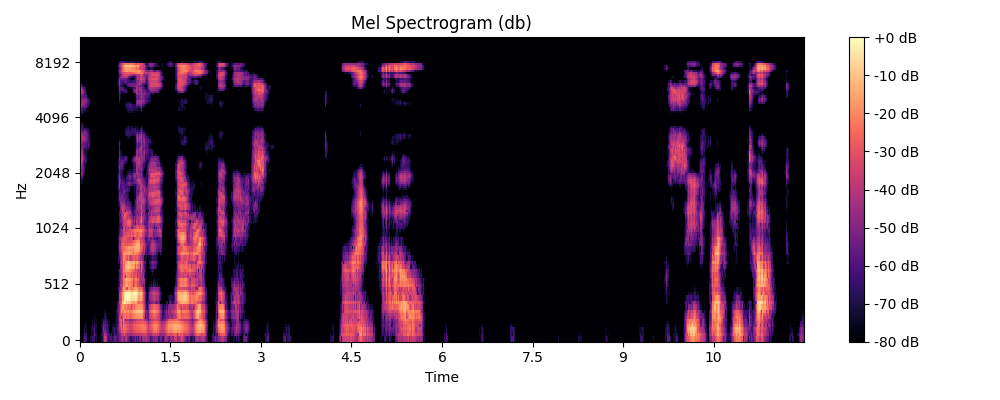 Mel Spectrogram (db)
+0 dB
8192
-10 dB
4096
-20 dB
-30 dB
2048
Hz
-40 dB
1024
-50 dB
-60 dB
512
-70 dB
0
-80 dB
0 1.5 3 4.5 6 7.5 9 10
Time